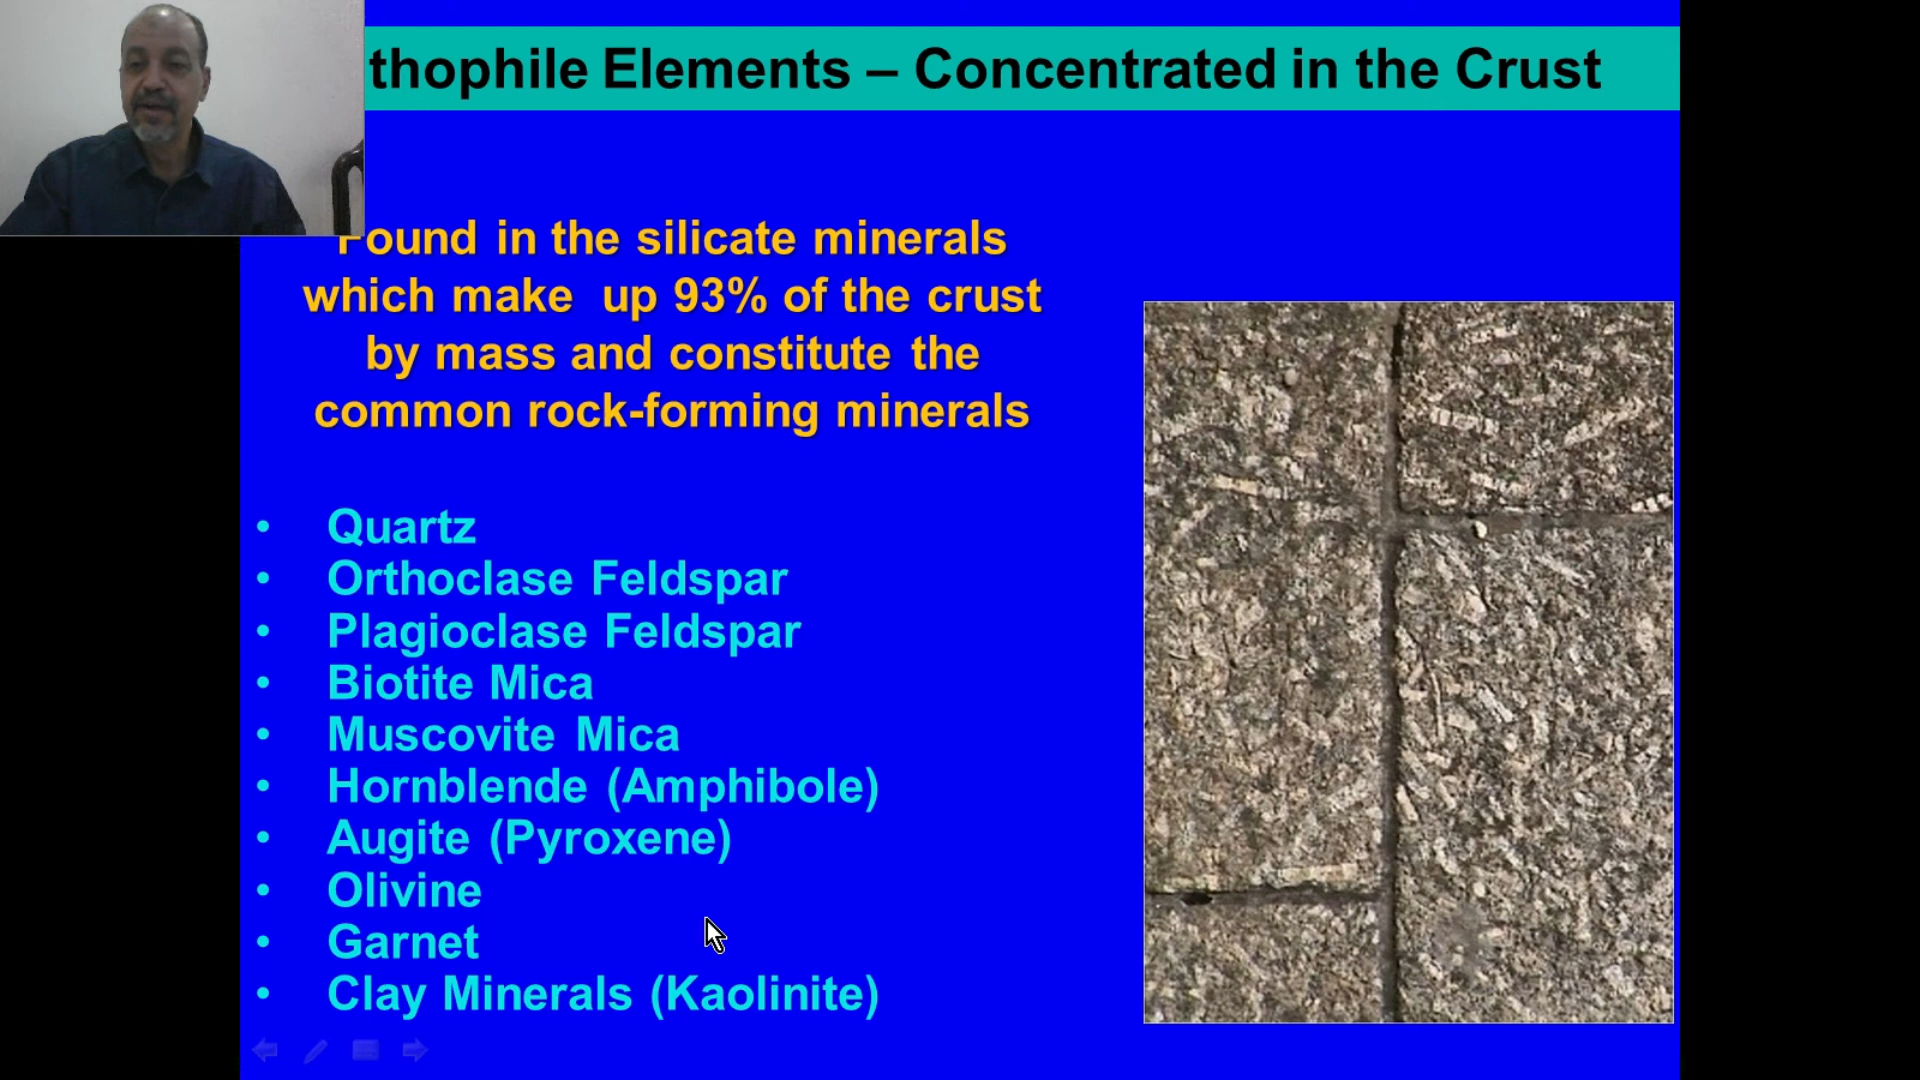 thophile Elements – Concentrated in the Crust
Found in the silicate minerals
which make up 93% of the crust
by mass and constitute the
common rock-forming minerals
• Quartz
• Orthoclase Feldspar
• Plagioclase Feldspar
• Biotite Mica
• Muscovite Mica
• Hornblende (Amphibole)
• Augite (Pyroxene)
• Olivine
• Garnet
• Clay Minerals (Kaolinite)